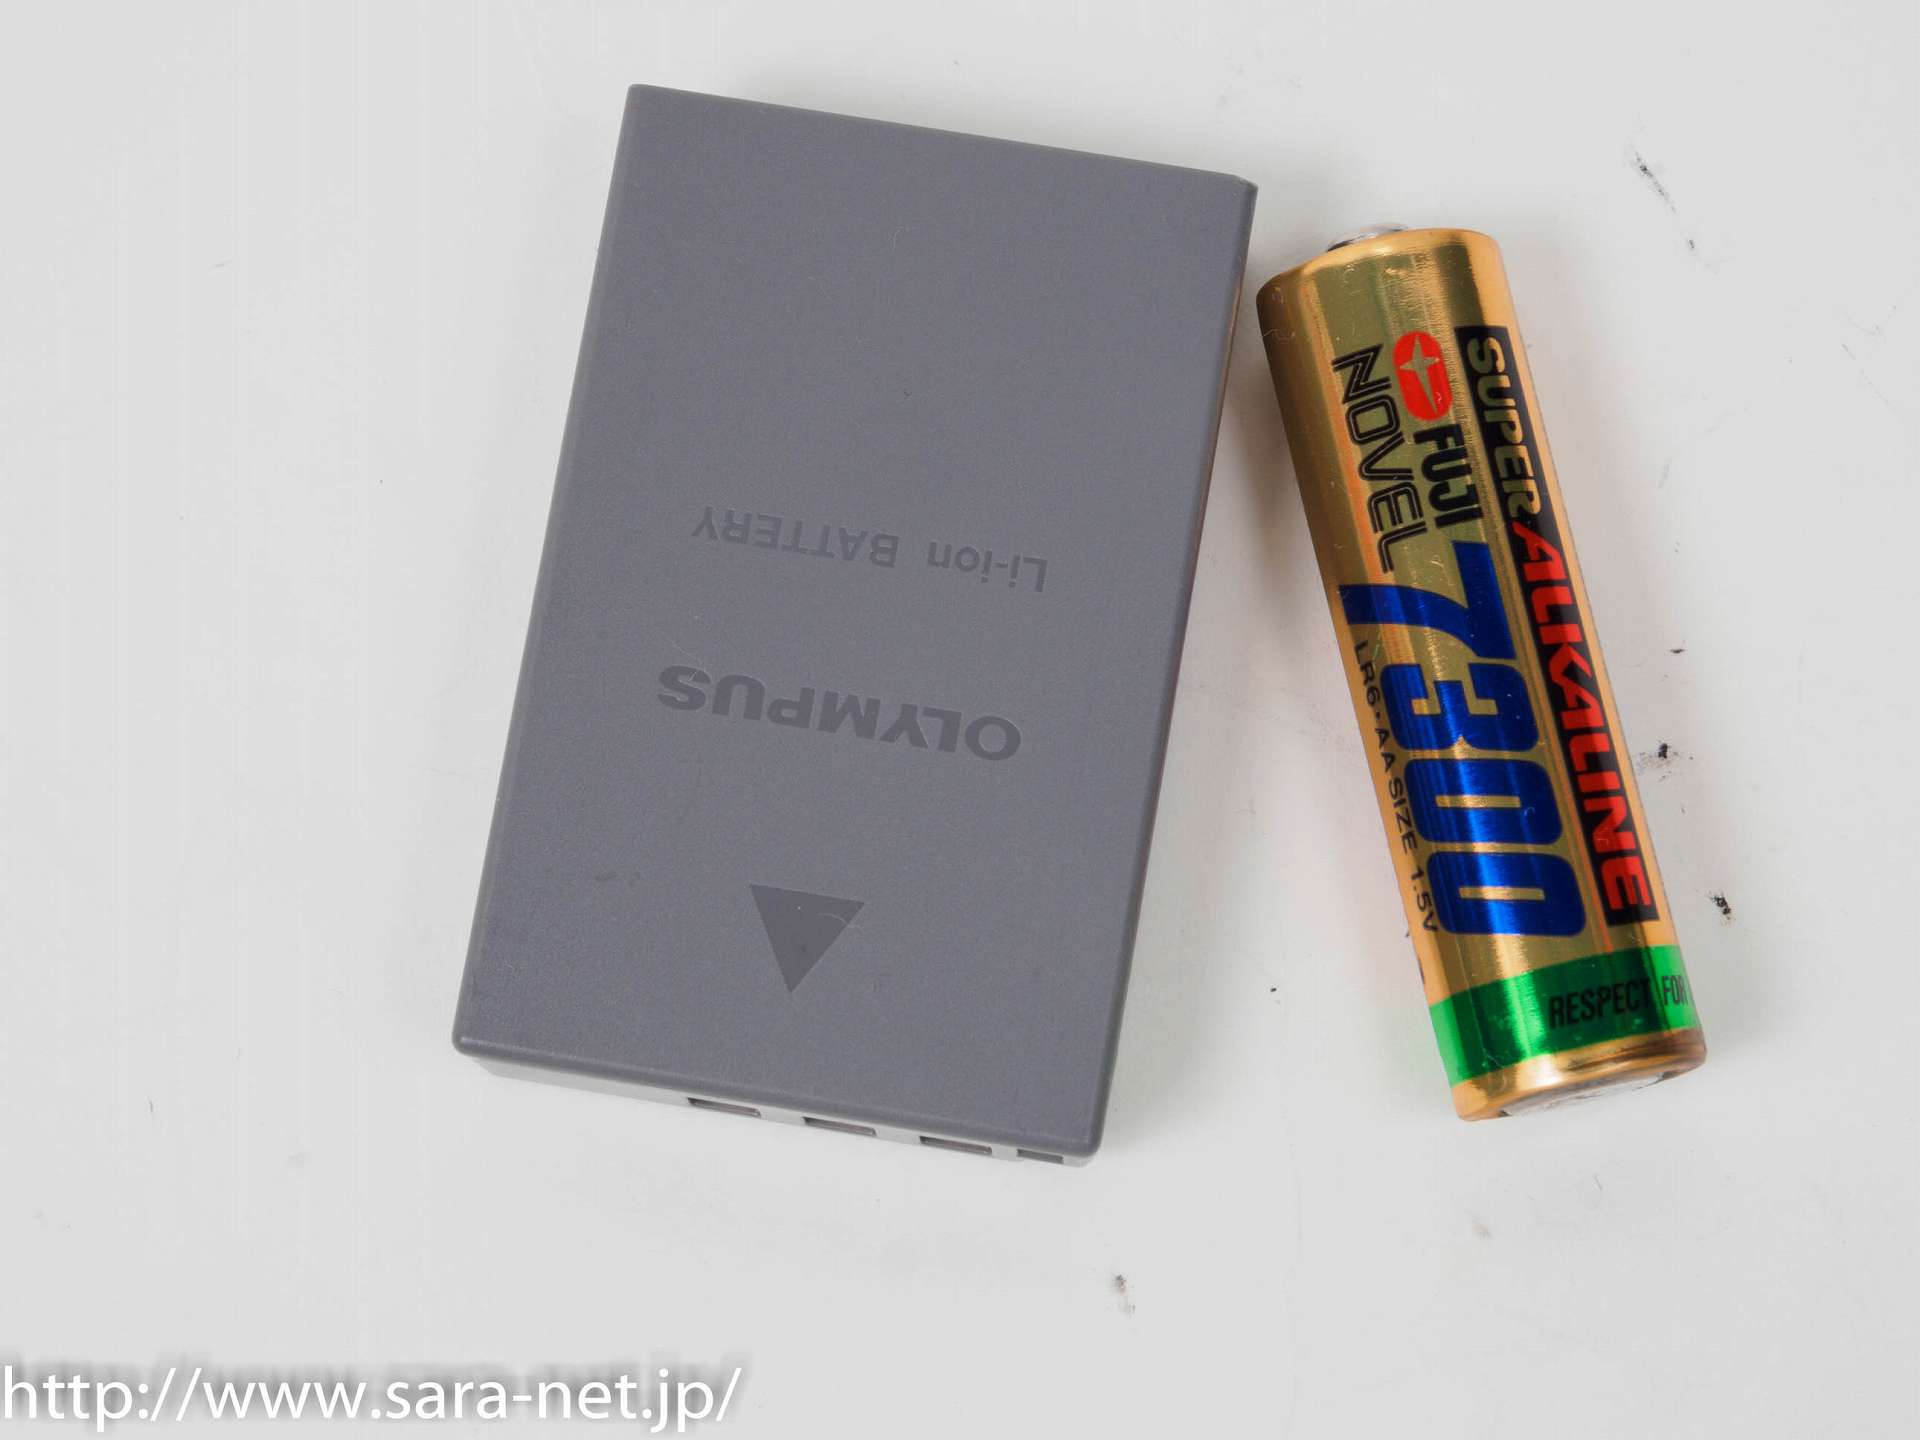 Li-ion BATTERY
OLYMPUS
SUPER ALKALINE
FUJI
NOVEL
7300
LR6·AA SIZE 1.5V
RESPECT FOR
http://www.sara-net.jp/